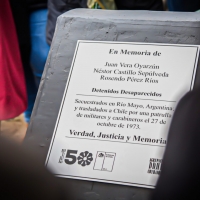 En Memoria de
Juan Vera Oyarzún
Néstor Castillo Sepúlveda
Rosendo Pérez Ríos
Detenidos Desaparecidos
Secuestrados en Río Mayo, Argentina
y trasladados a Chile por una patrulla
de militares y carabineros el 27 de
octubre de 1973.
Verdad, Justicia y Memoria
50